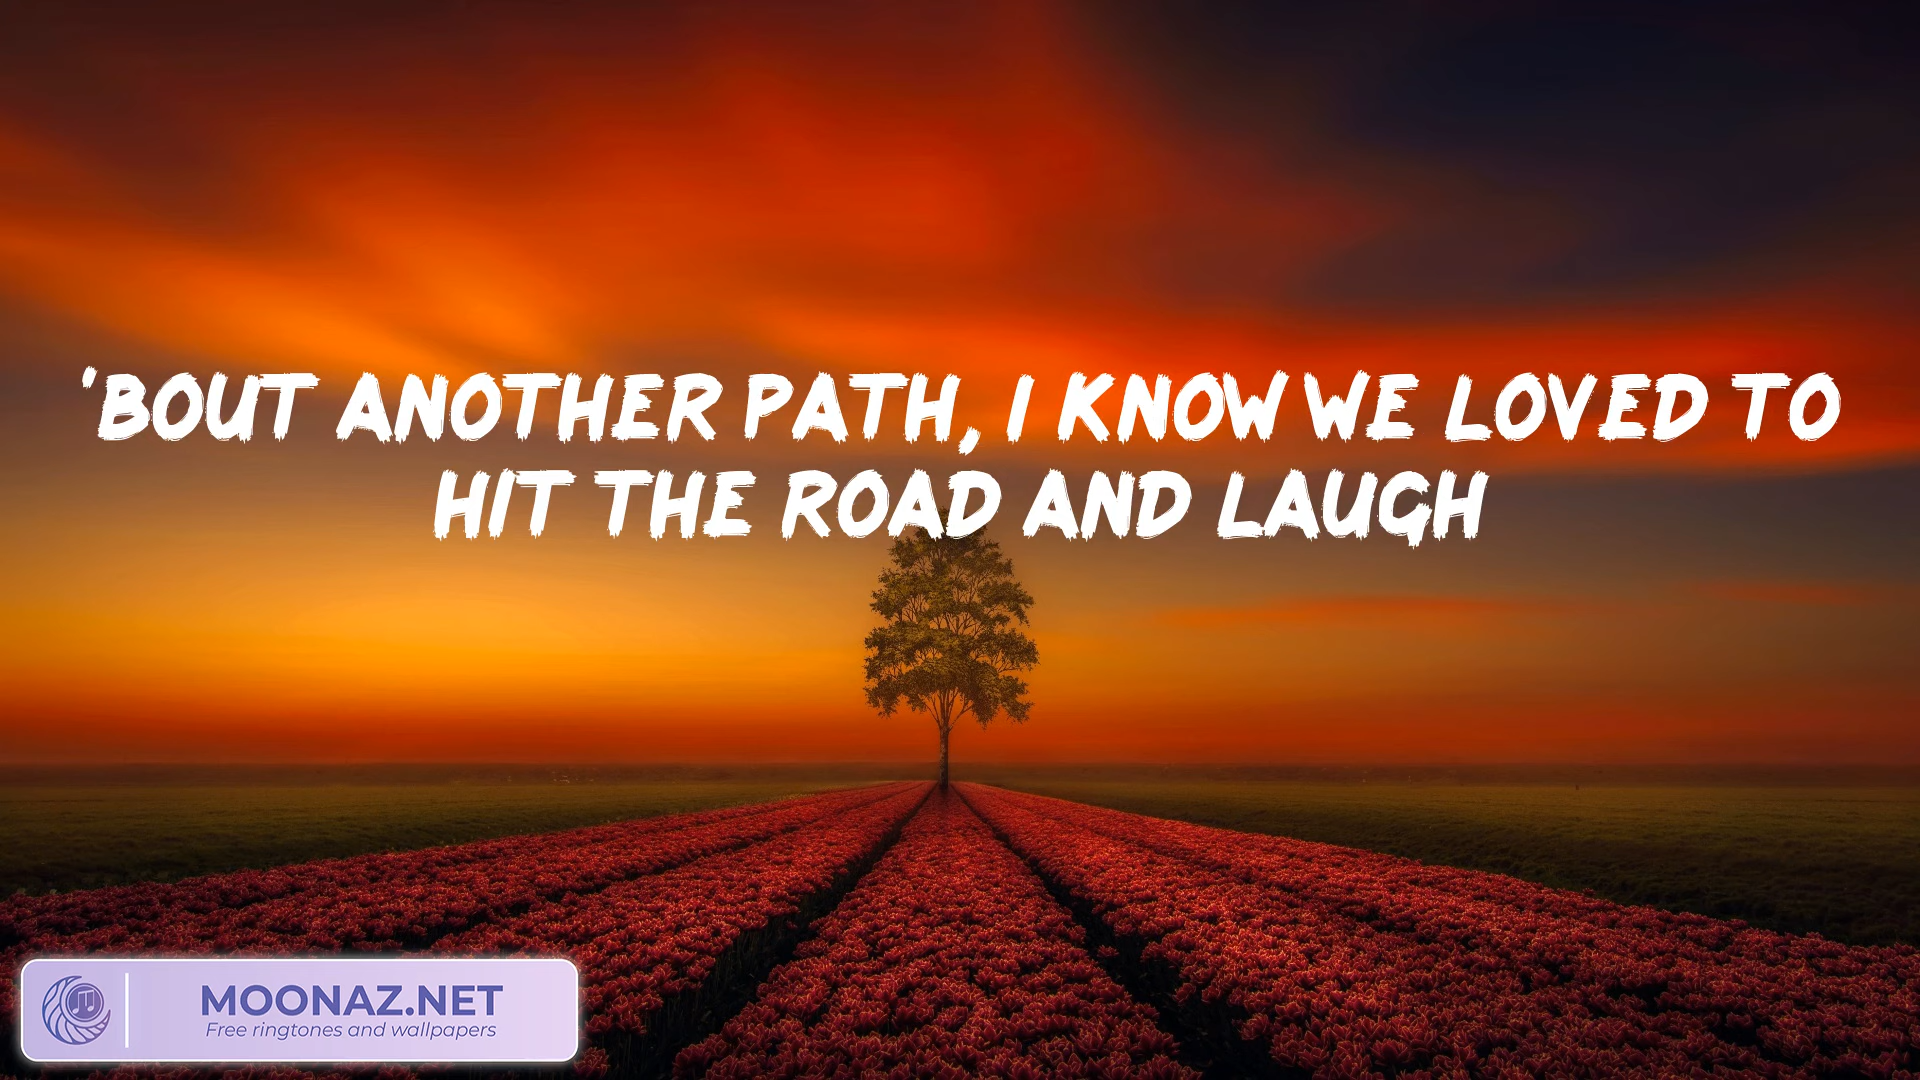 'BOUT ANOTHER PATH, I KNOW WE LOVED TO
HIT THE ROAD AND LAUGH
MOONAZ.NET
Free ringtones and wallpapers